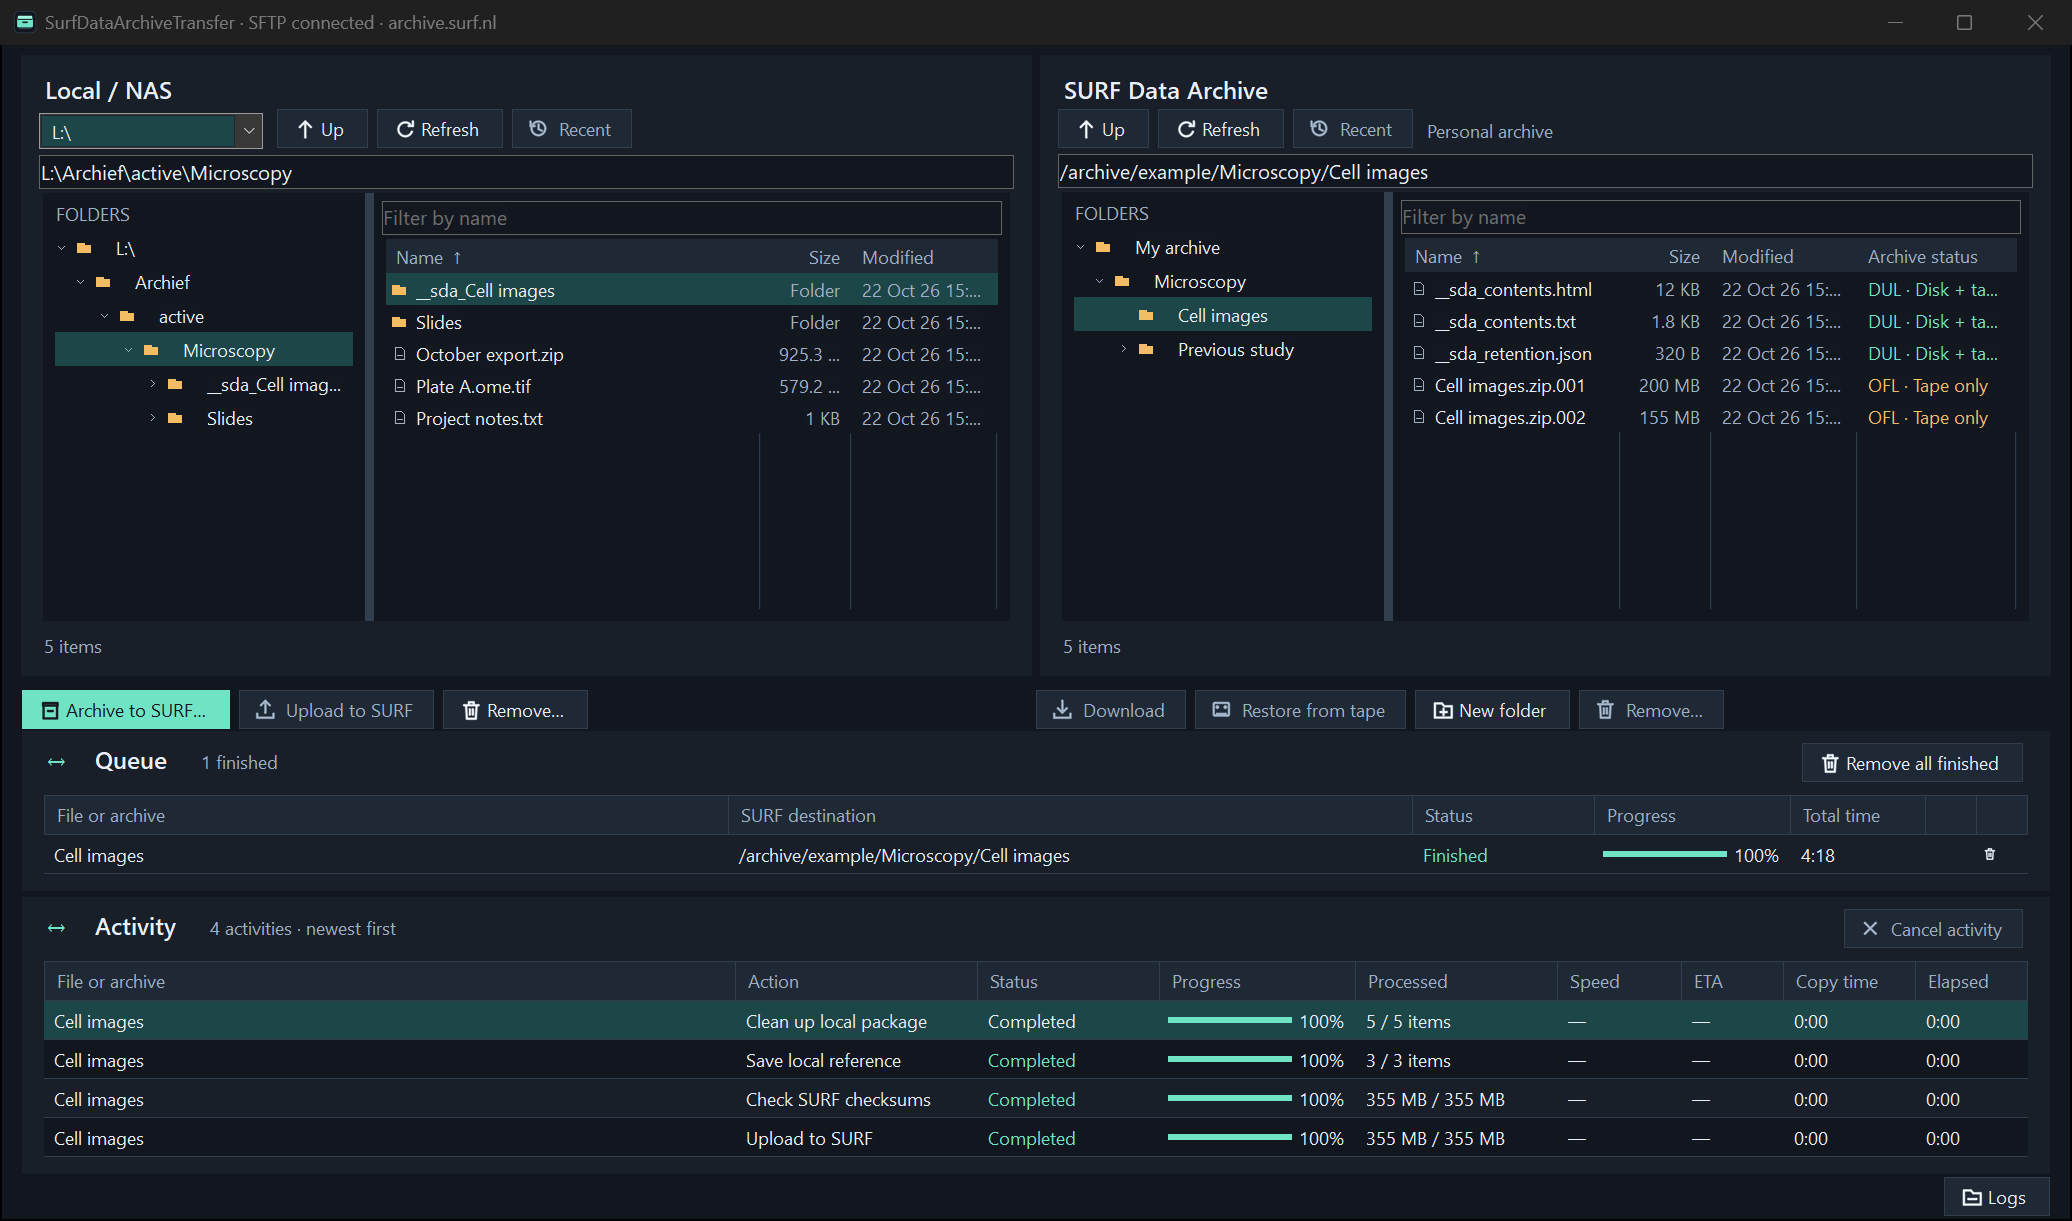 SurfDataArchiveTransfer · SFTP connected · archive.surf.nl
Local / NAS
L:\
Up
Refresh
Recent
L:\Archief\active\Microscopy
FOLDERS
L:\
Archief
active
Microscopy
__sda_Cell imag...
Slides
Filter by name
Name ↑ Size Modified
__sda_Cell images Folder 22 Oct 26 15:...
Slides Folder 22 Oct 26 15:...
October export.zip 925.3 ... 22 Oct 26 15:...
Plate A.ome.tif 579.2 ... 22 Oct 26 15:...
Project notes.txt 1 KB 22 Oct 26 15:...
5 items
SURF Data Archive
Up
Refresh
Recent
Personal archive
/archive/example/Microscopy/Cell images
FOLDERS
My archive
Microscopy
Cell images
Previous study
Filter by name
Name ↑ Size Modified Archive status
__sda_contents.html 12 KB 22 Oct 26 15:... DUL · Disk + ta...
__sda_contents.txt 1.8 KB 22 Oct 26 15:... DUL · Disk + ta...
__sda_retention.json 320 B 22 Oct 26 15:... DUL · Disk + ta...
Cell images.zip.001 200 MB 22 Oct 26 15:... OFL · Tape only
Cell images.zip.002 155 MB 22 Oct 26 15:... OFL · Tape only
5 items
Archive to SURF...
Upload to SURF
Remove...
Download
Restore from tape
New folder
Remove...
Queue 1 finished
Remove all finished
File or archive SURF destination Status Progress Total time
Cell images /archive/example/Microscopy/Cell images Finished 100% 4:18
Activity 4 activities · newest first
Cancel activity
File or archive Action Status Progress Processed Speed ETA Copy time Elapsed
Cell images Clean up local package Completed 100% 5 / 5 items — — 0:00 0:00
Cell images Save local reference Completed 100% 3 / 3 items — — 0:00 0:00
Cell images Check SURF checksums Completed 100% 355 MB / 355 MB — — 0:00 0:00
Cell images Upload to SURF Completed 100% 355 MB / 355 MB — — 0:00 0:00
Logs